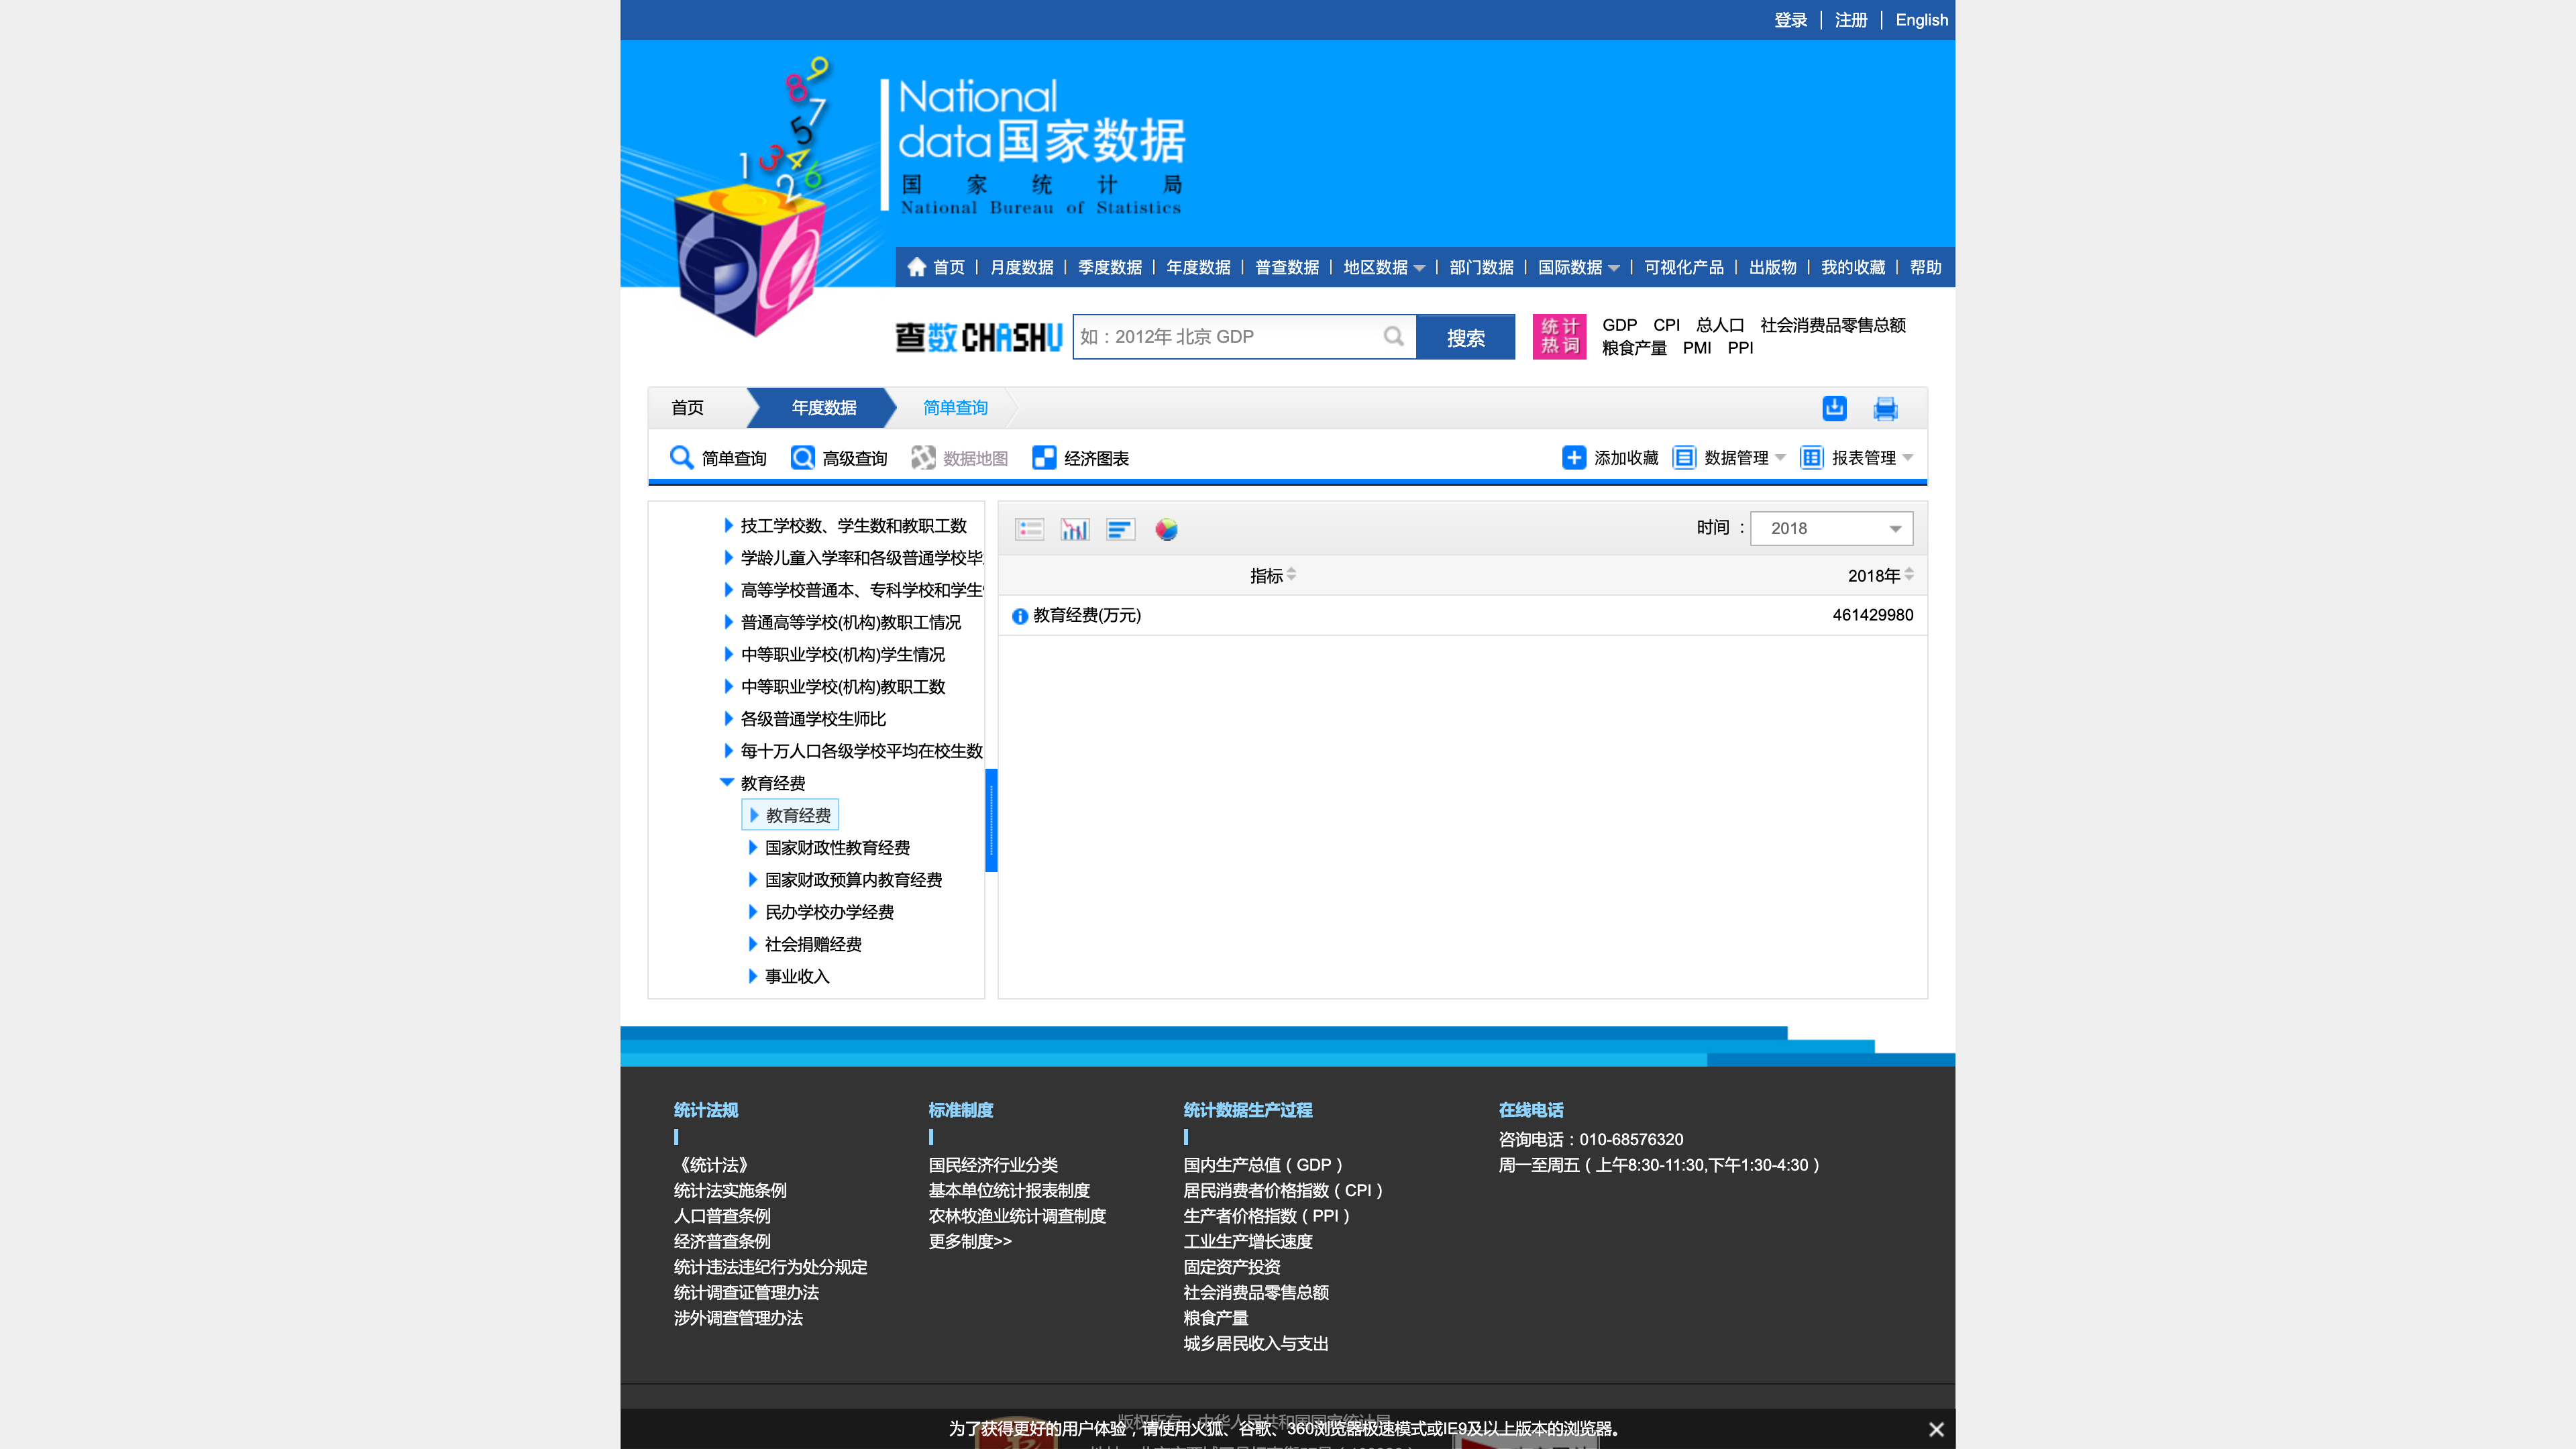 登录 注册 English
National
data国家数据
国家统计局
National Bureau of Statistics
首页 月度数据 季度数据 年度数据 普查数据 地区数据 部门数据 国际数据 可视化产品 出版物 我的收藏 帮助
查数CHASHU 如：2012年 北京 GDP 搜索
统计热词
GDP CPI 总人口 社会消费品零售总额
粮食产量 PMI PPI
首页 年度数据 简单查询
简单查询 高级查询 数据地图 经济图表 添加收藏 数据管理 报表管理
技工学校数、学生数和教职工数
学龄儿童入学率和各级普通学校毕
高等学校普通本、专科学校和学生
普通高等学校(机构)教职工情况
中等职业学校(机构)学生情况
中等职业学校(机构)教职工数
各级普通学校生师比
每十万人口各级学校平均在校生数
教育经费
教育经费
国家财政性教育经费
国家财政预算内教育经费
民办学校办学经费
社会捐赠经费
事业收入
时间 ： 2018
指标 2018年
教育经费(万元) 461429980
统计法规
《统计法》
统计法实施条例
人口普查条例
经济普查条例
统计违法违纪行为处分规定
统计调查证管理办法
涉外调查管理办法
标准制度
国民经济行业分类
基本单位统计报表制度
农林牧渔业统计调查制度
更多制度>>
统计数据生产过程
国内生产总值（GDP）
居民消费者价格指数（CPI）
生产者价格指数（PPI）
工业生产增长速度
固定资产投资
社会消费品零售总额
粮食产量
城乡居民收入与支出
在线电话
咨询电话：010-68576320
周一至周五（上午8:30-11:30,下午1:30-4:30）
版权所有：中华人民共和国国家统计局
为了获得更好的用户体验，请使用火狐、谷歌、360浏览器极速模式或IE9及以上版本的浏览器。